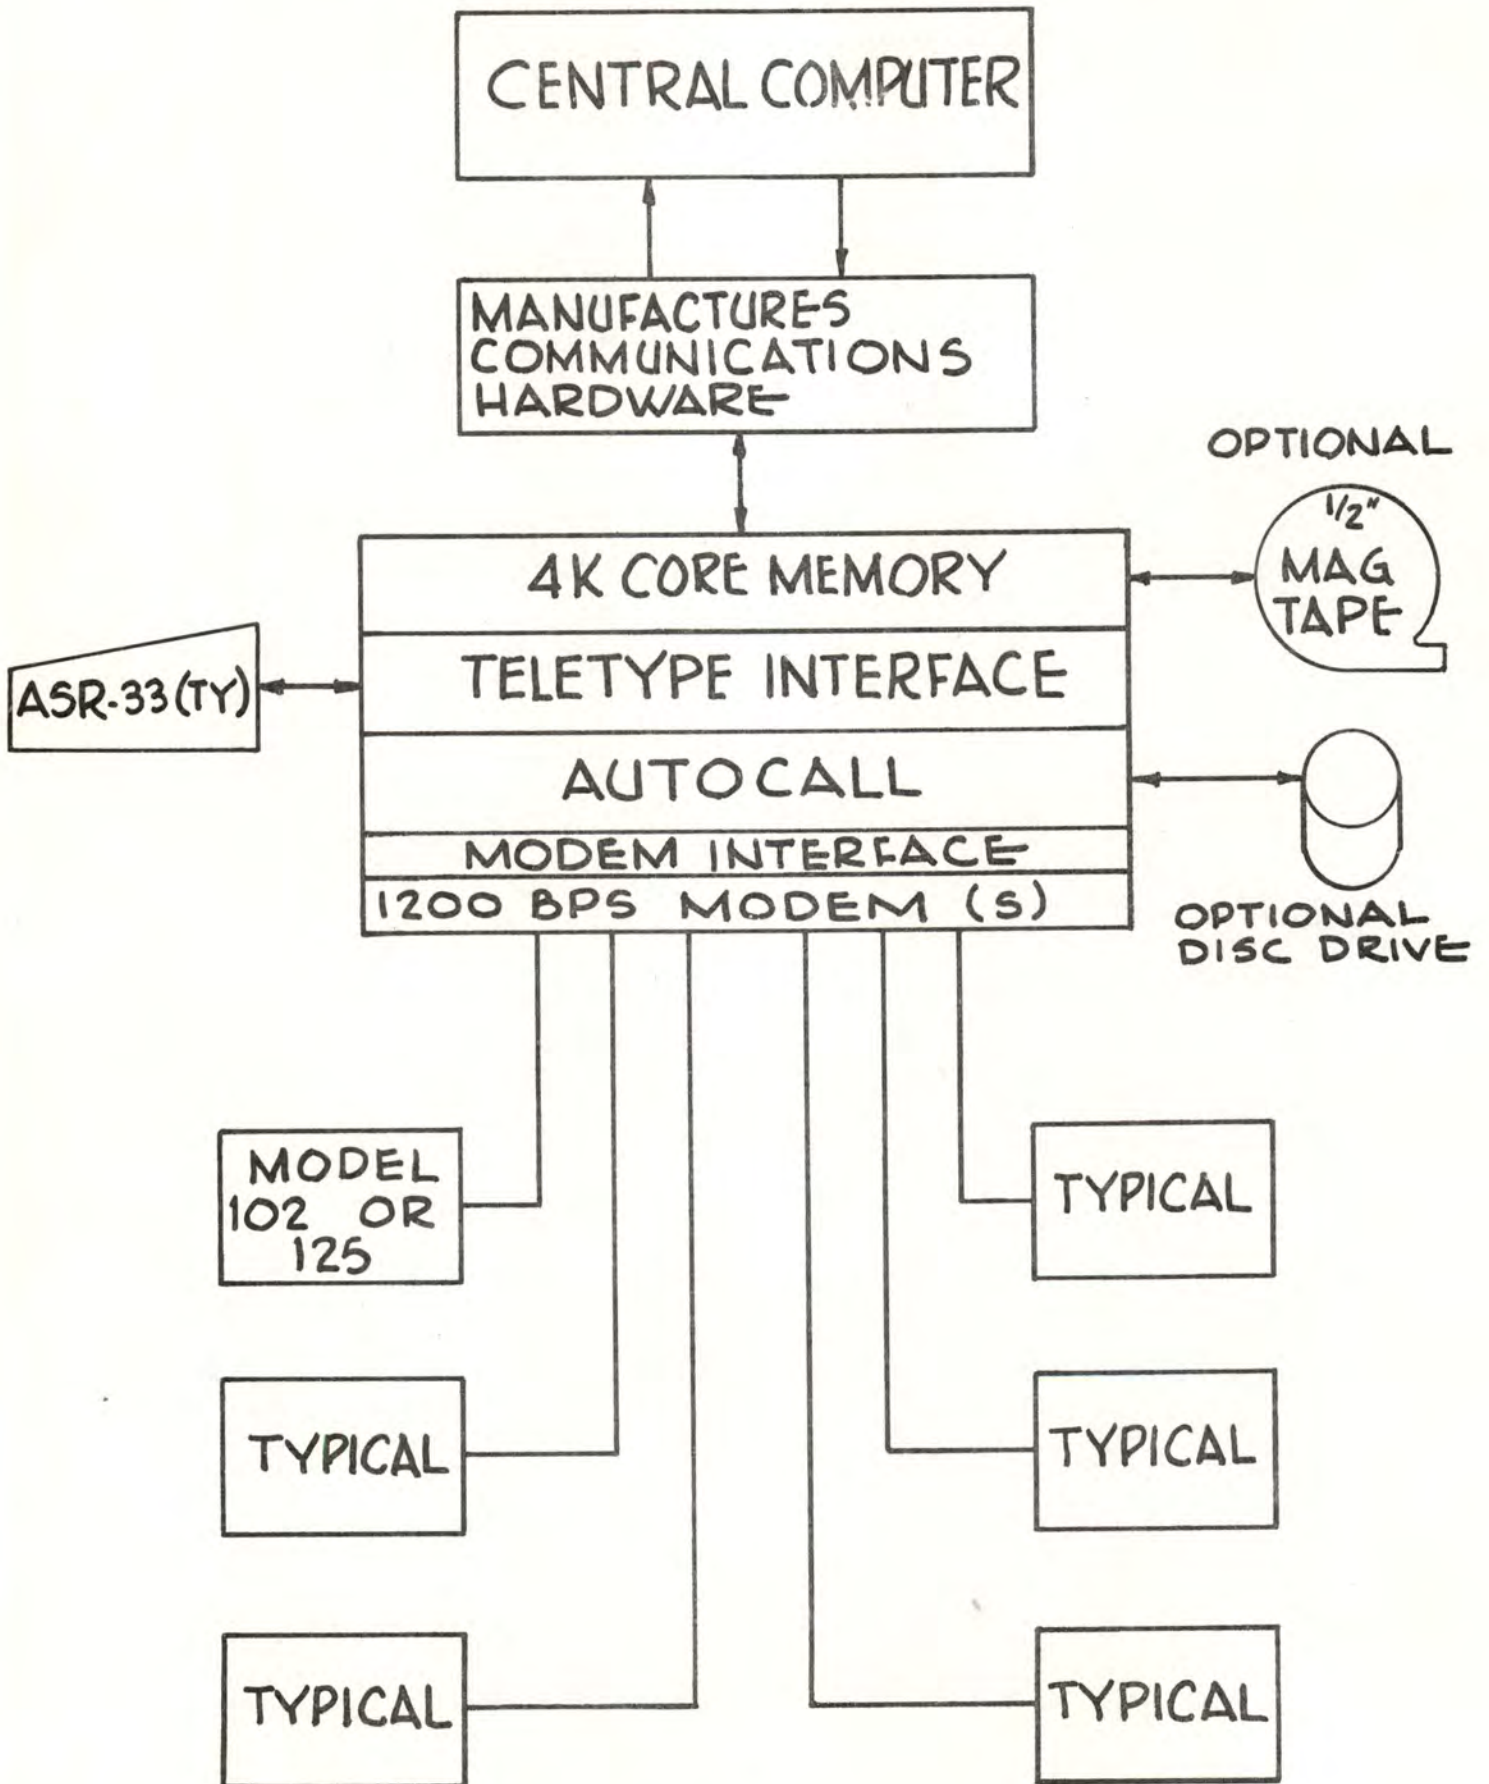 CENTRAL COMPUTER
MANUFACTURES
COMMUNICATIONS
HARDWARE
OPTIONAL
1/2"
MAG
TAPE
4K CORE MEMORY
TELETYPE INTERFACE
ASR-33 (TY)
AUTOCALL
MODEM INTERFACE
1200 BPS MODEM (S)
OPTIONAL
DISC DRIVE
MODEL
102 OR
125
TYPICAL
TYPICAL
TYPICAL
TYPICAL
TYPICAL